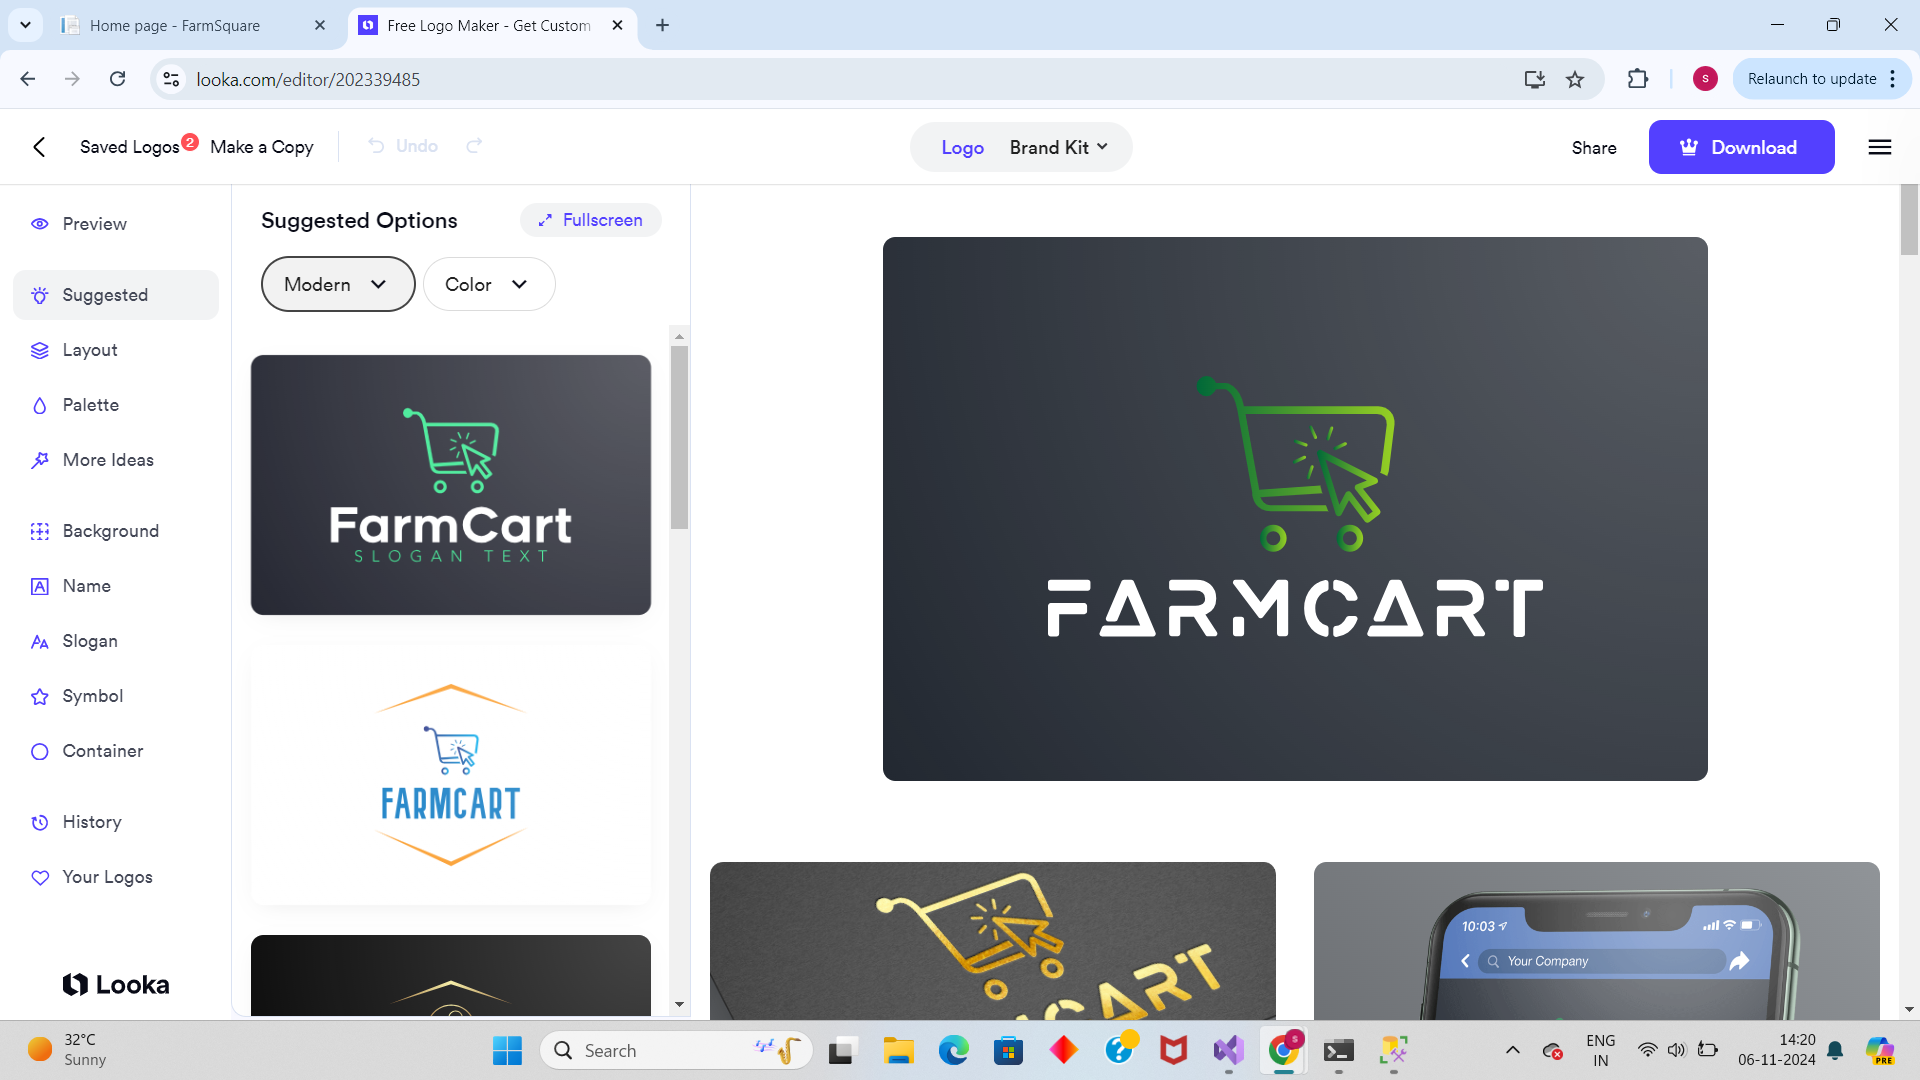 Home page - FarmSquare
Free Logo Maker - Get Custom
looka.com/editor/202339485
S
Relaunch to update
Saved Logos 2
Make a Copy
Undo
Logo
Brand Kit
Share
Download
Preview
Suggested
Layout
Palette
More Ideas
Background
Name
Slogan
Symbol
Container
History
Your Logos
Looka
Suggested Options
Fullscreen
Modern
Color
FarmCart
SLOGAN TEXT
FARMCART
FARMCART
CART
10:03
Your Company
32°C
Sunny
Search
S
ENG
IN
14:20
06-11-2024
PRE